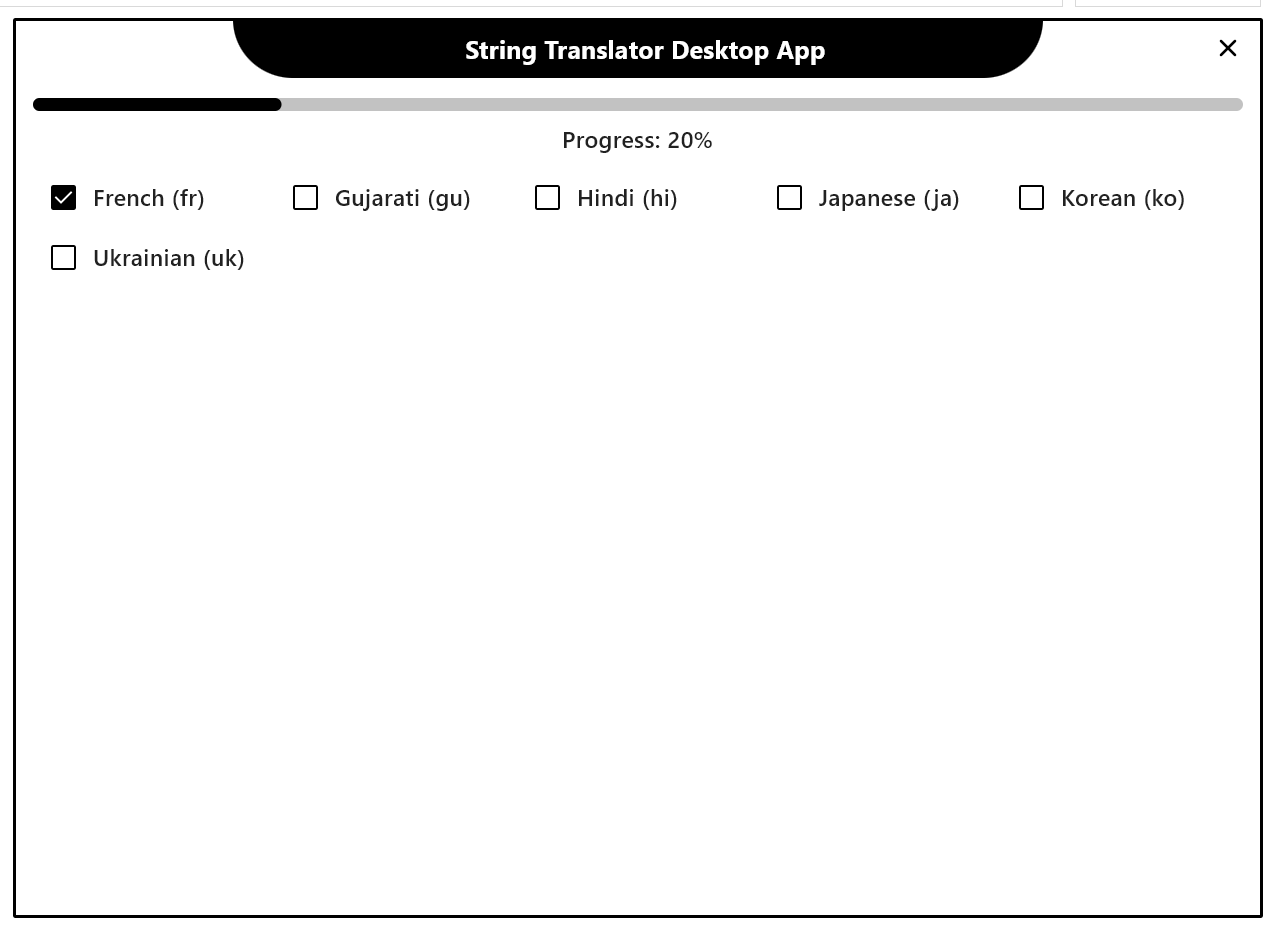 String Translator Desktop App
Progress: 20%
French (fr) Gujarati (gu) Hindi (hi) Japanese (ja) Korean (ko)
Ukrainian (uk)